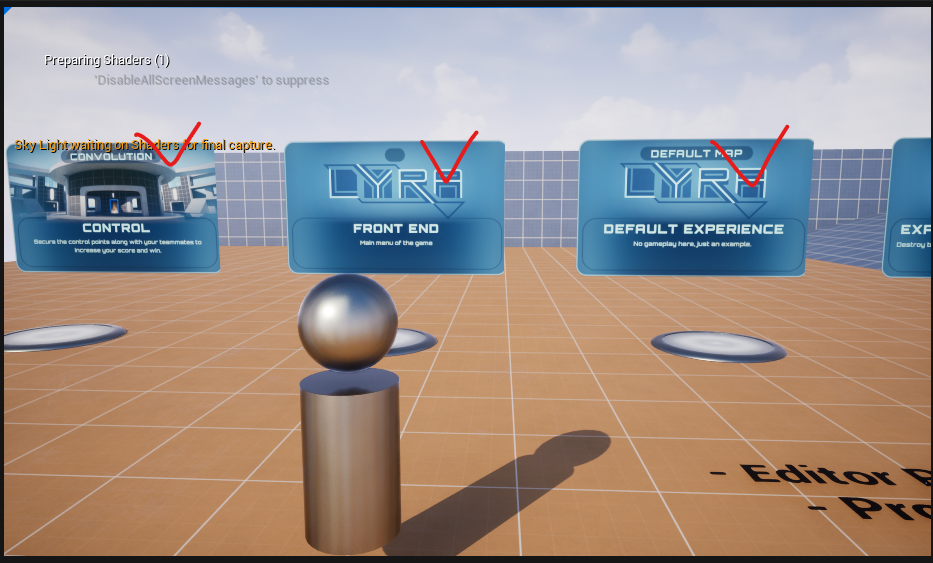 Preparing Shaders (1)
'DisableAllScreenMessages' to suppress
Sky Light waiting on Shaders for final capture.
CONVOLUTION
CONTROL
Secure the control points along with your teammates to
increase your score and win.
LYRA
FRONT END
Main menu of the game
DEFAULT MAP
LYRA
DEFAULT EXPERIENCE
No gameplay here, just an example.
EXP
Destroy b
- Editor
- Pro